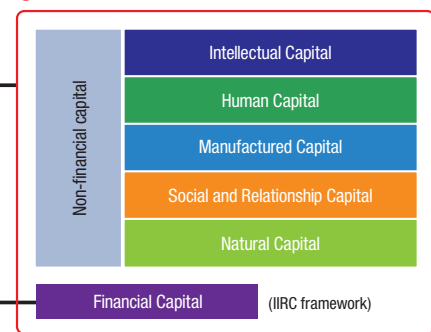 Non-financial capital
Intellectual Capital
Human Capital
Manufactured Capital
Social and Relationship Capital
Natural Capital
Financial Capital
(IIRC framework)